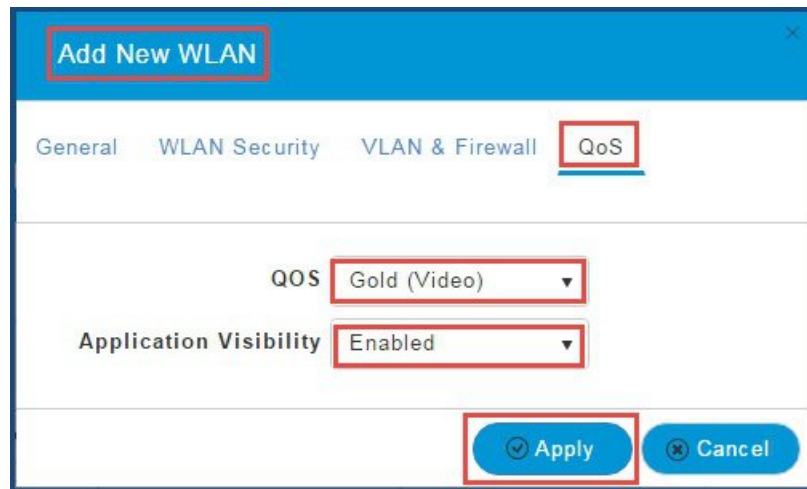 Add New WLAN
General WLAN Security VLAN & Firewall QoS
QOS Gold (Video)
Application Visibility Enabled
Apply Cancel